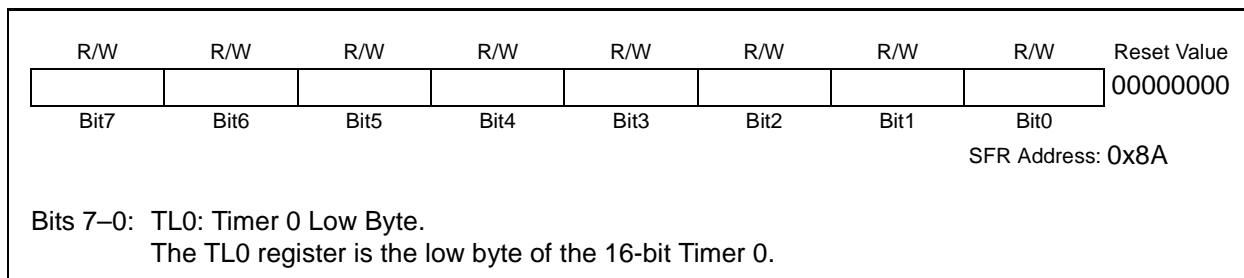 R/W R/W R/W R/W R/W R/W R/W R/W Reset Value
00000000
Bit7 Bit6 Bit5 Bit4 Bit3 Bit2 Bit1 Bit0
SFR Address: 0x8A
Bits 7–0: TL0: Timer 0 Low Byte.
The TL0 register is the low byte of the 16-bit Timer 0.